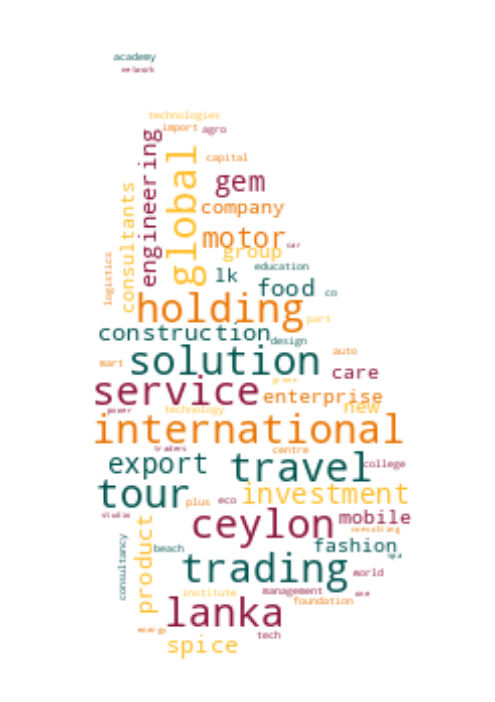 academy
network
technologies
import agro
engineering
global
capital
gem
consultants
company
motor car
group
logistics
education
lk
food co
holding
part
construction
design
solution
auto
mart
care
service
green
enterprise
new
power
technology
international
traders
centre
export
travel
college
tour
investment
plus
eco
studio
ceylon
mobile
consulting
product
fashion
beach
spa
consultancy
trading
world
institute
management
one
foundation
lanka
energy
tech
spice